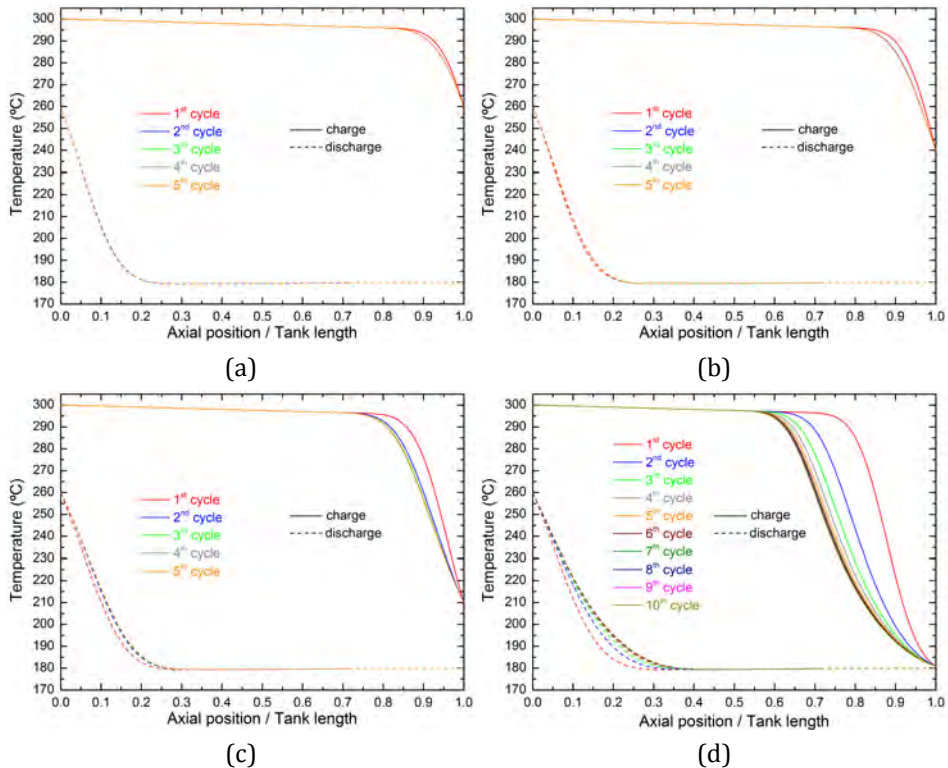 300
290
280
270
260
250
240
230
220
210
200
190
180
170
Temperature (ºC)
1st cycle
2nd cycle
3rd cycle
4th cycle
5th cycle
charge
discharge
0.0 0.1 0.2 0.3 0.4 0.5 0.6 0.7 0.8 0.9 1.0
Axial position / Tank length
(a)
300
290
280
270
260
250
240
230
220
210
200
190
180
170
Temperature (ºC)
1st cycle
2nd cycle
3rd cycle
4th cycle
5th cycle
charge
discharge
0.0 0.1 0.2 0.3 0.4 0.5 0.6 0.7 0.8 0.9 1.0
Axial position / Tank length
(b)
300
290
280
270
260
250
240
230
220
210
200
190
180
170
Temperature (ºC)
1st cycle
2nd cycle
3rd cycle
4th cycle
5th cycle
charge
discharge
0.0 0.1 0.2 0.3 0.4 0.5 0.6 0.7 0.8 0.9 1.0
Axial position / Tank length
(c)
300
290
280
270
260
250
240
230
220
210
200
190
180
170
Temperature (ºC)
1st cycle
2nd cycle
3rd cycle
4th cycle
5th cycle
6th cycle
7th cycle
8th cycle
9th cycle
10th cycle
charge
discharge
0.0 0.1 0.2 0.3 0.4 0.5 0.6 0.7 0.8 0.9 1.0
Axial position / Tank length
(d)